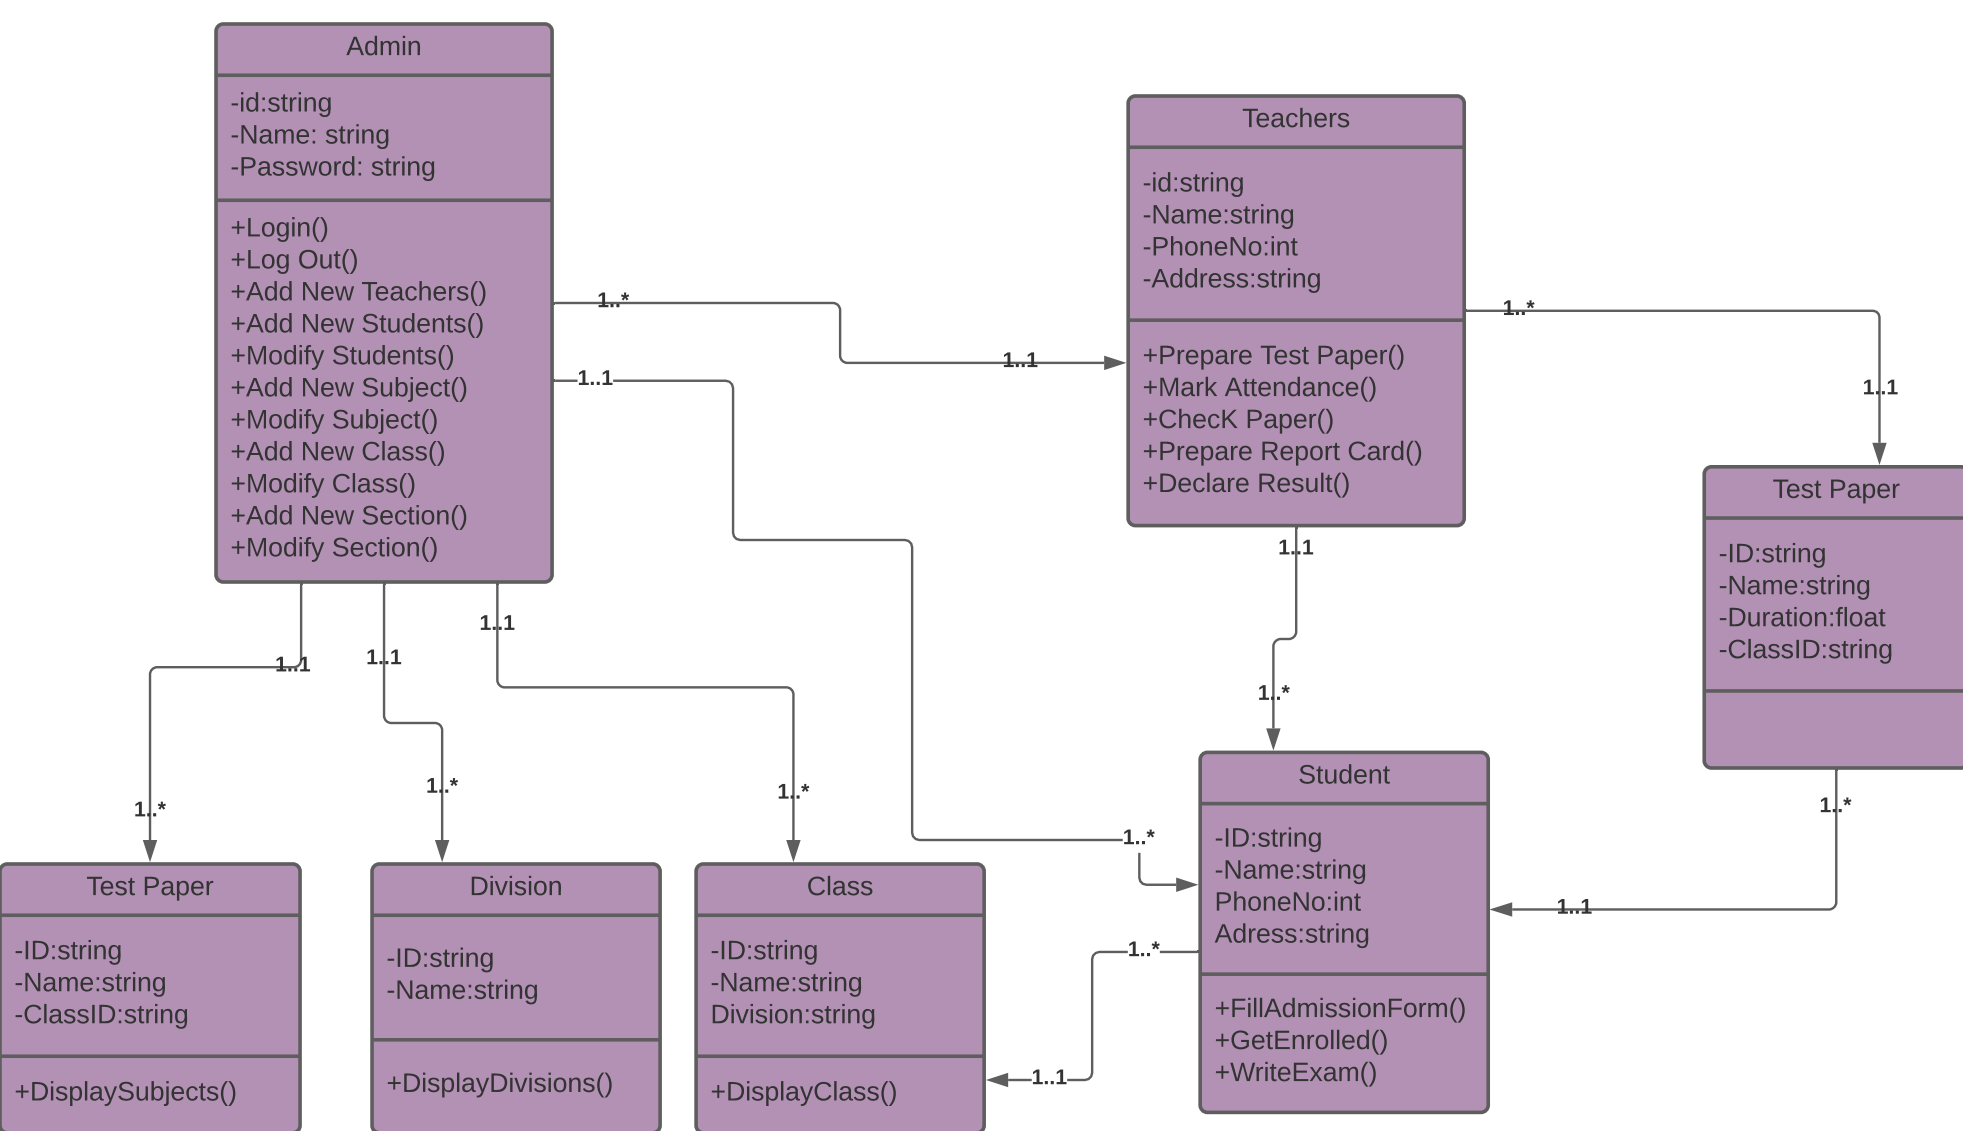 Admin
-id:string
-Name: string
-Password: string
+Login()
+Log Out()
+Add New Teachers()
+Add New Students()
+Modify Students()
+Add New Subject()
+Modify Subject()
+Add New Class()
+Modify Class()
+Add New Section()
+Modify Section()
Teachers
-id:string
-Name:string
-PhoneNo:int
-Address:string
+Prepare Test Paper()
+Mark Attendance()
+ChecK Paper()
+Prepare Report Card()
+Declare Result()
1..*
1..1
1..1
1..*
1..1
Test Paper
-ID:string
-Name:string
-Duration:float
-ClassID:string
1..1
1..*
1..1
1..1
1..1
1..*
1..*
1..*
1..*
1..*
1..1
Student
-ID:string
-Name:string
PhoneNo:int
Adress:string
+FillAdmissionForm()
+GetEnrolled()
+WriteExam()
1..*
1..1
Test Paper
-ID:string
-Name:string
-ClassID:string
+DisplaySubjects()
Division
-ID:string
-Name:string
+DisplayDivisions()
Class
-ID:string
-Name:string
Division:string
+DisplayClass()